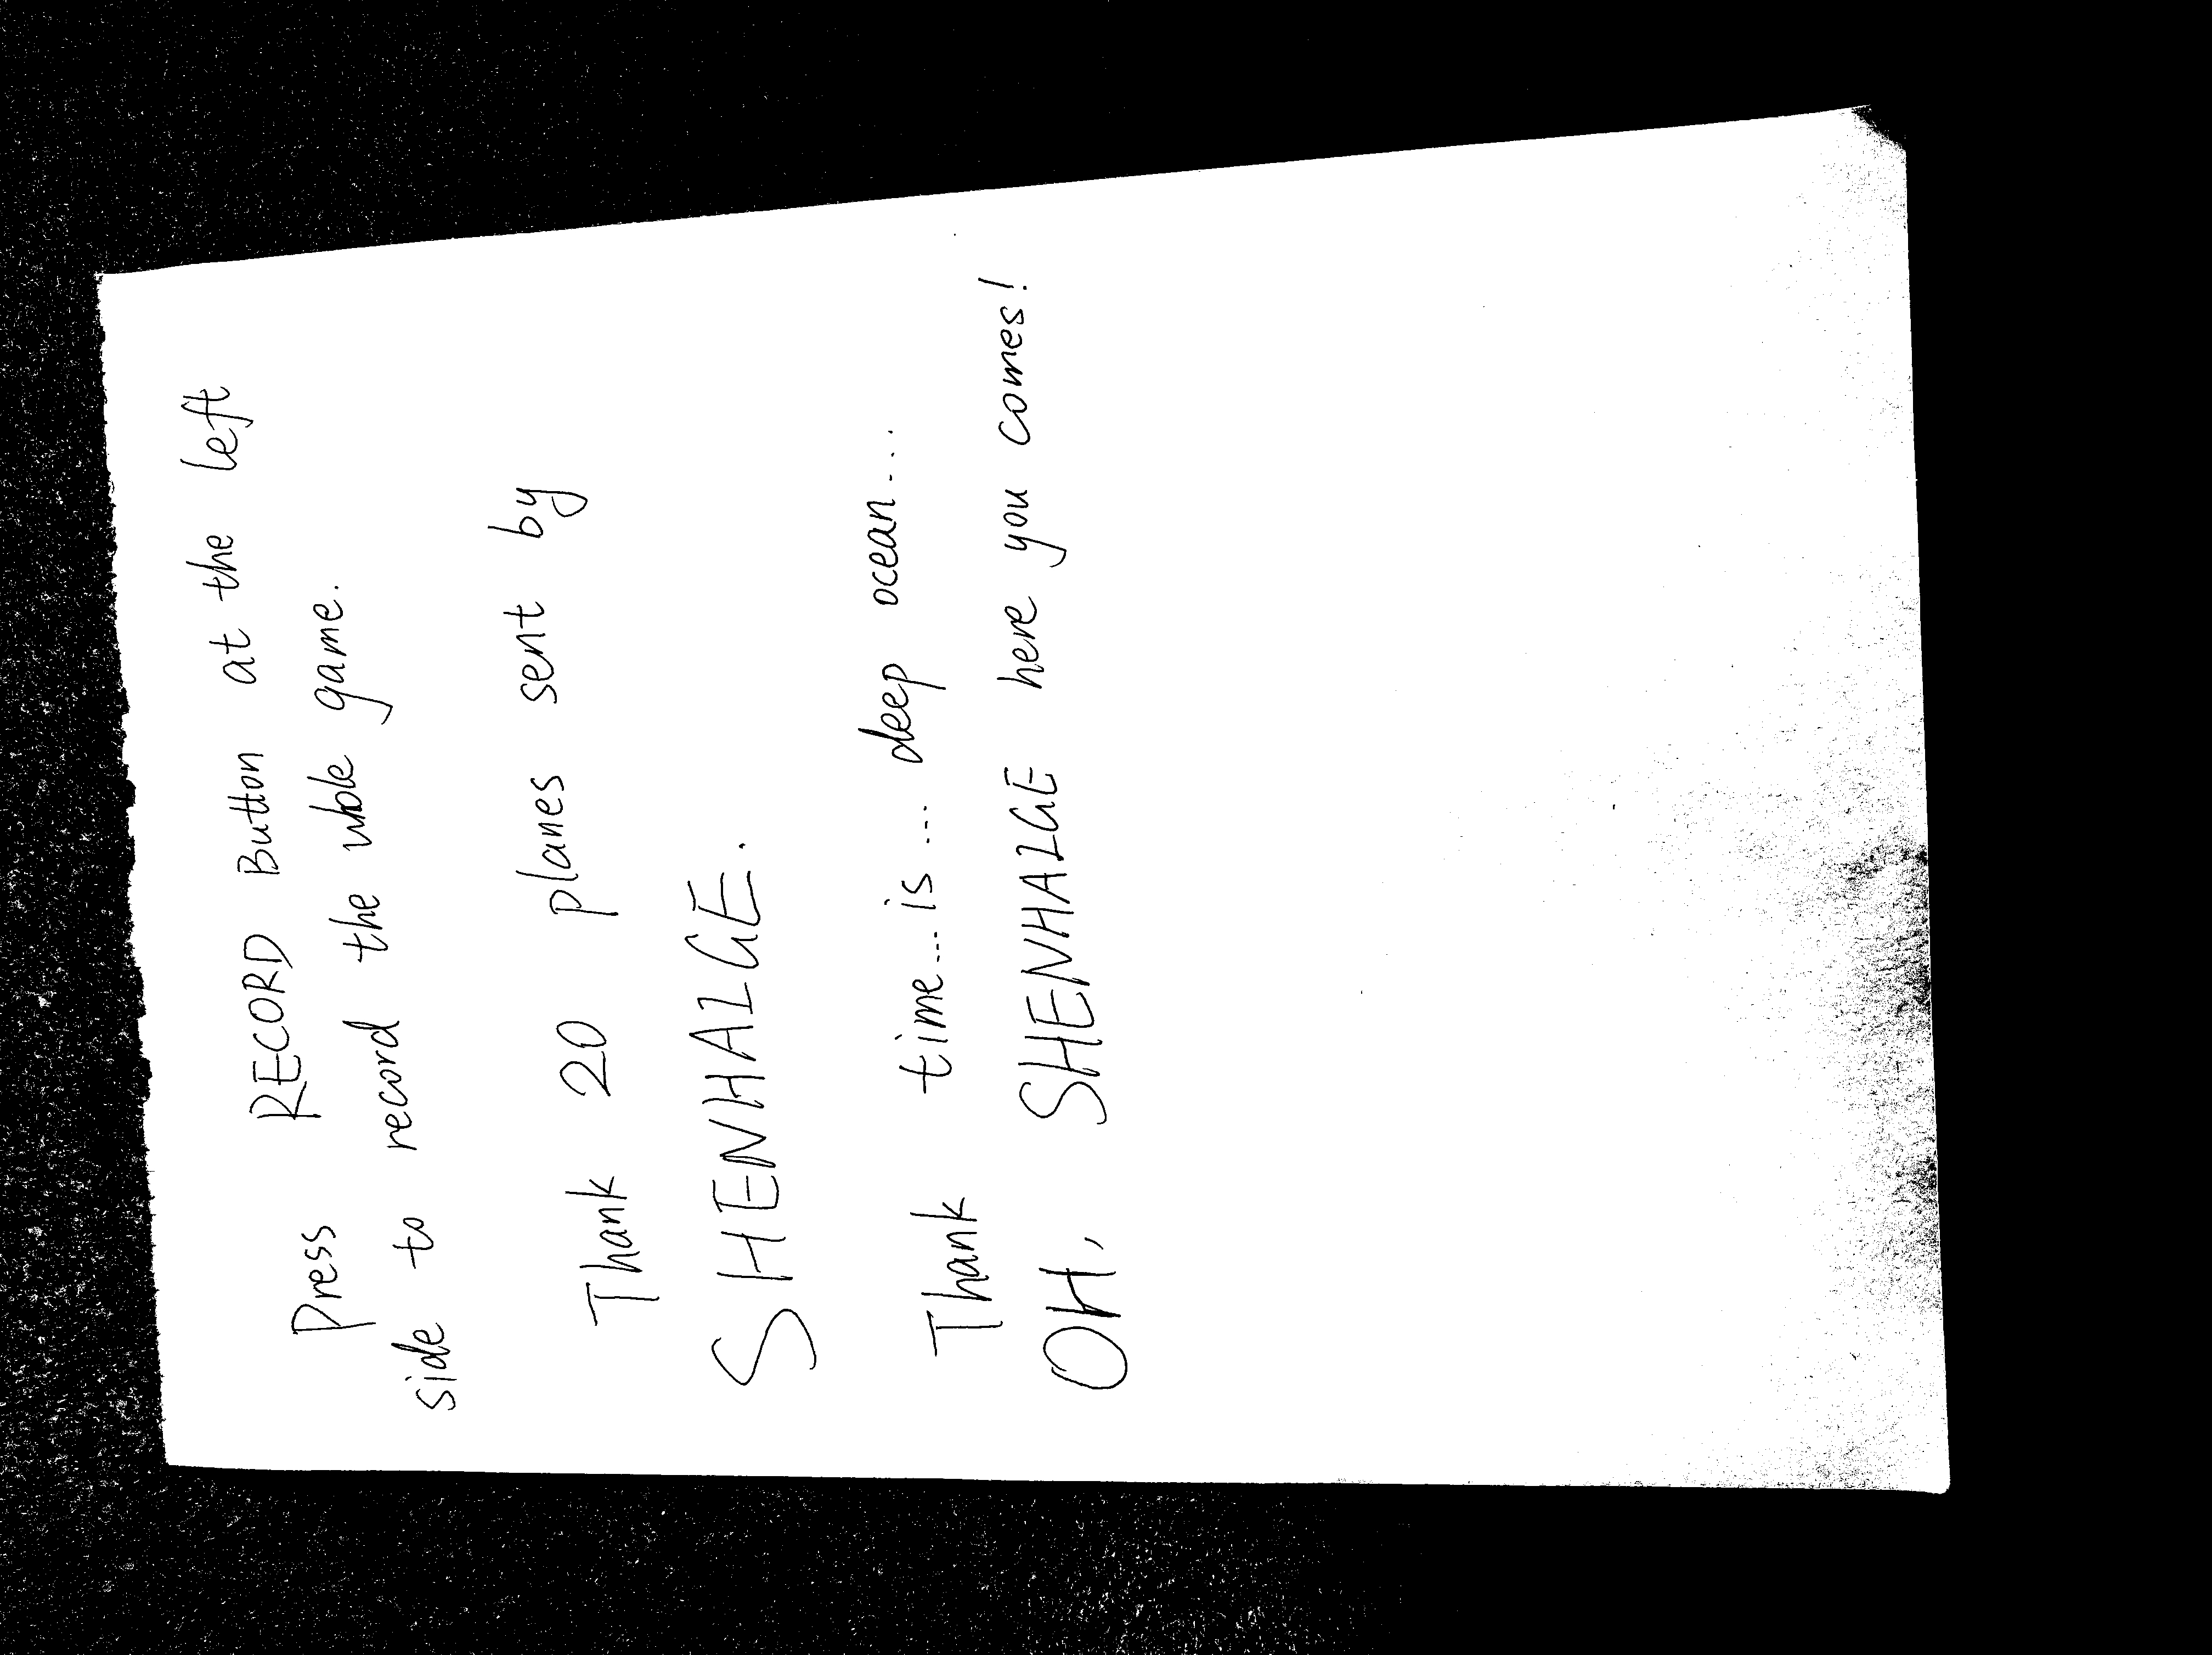 Press RECORD Button at the left
side to record the whole game.
Thank 20 planes sent by
SHENHALGE.
Thank time....is.... deep ocean....
OH, SHENHALGE here you comes!